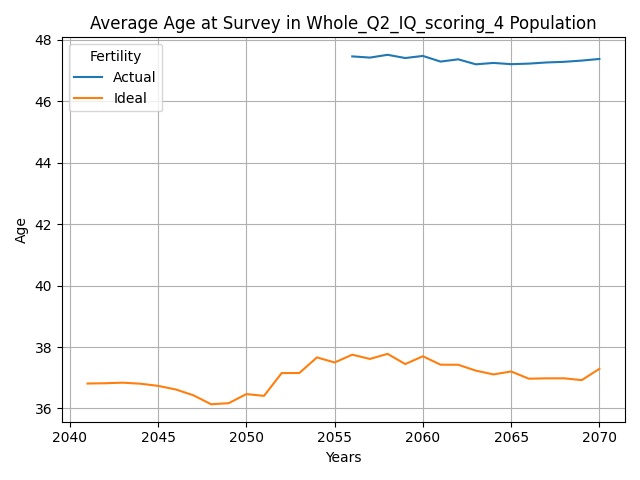 Average Age at Survey in Whole_Q2_IQ_scoring_4 Population
Fertility
Actual
Ideal
48
46
44
42
40
38
36
Age
2040
2045
2050
2055
2060
2065
2070
Years